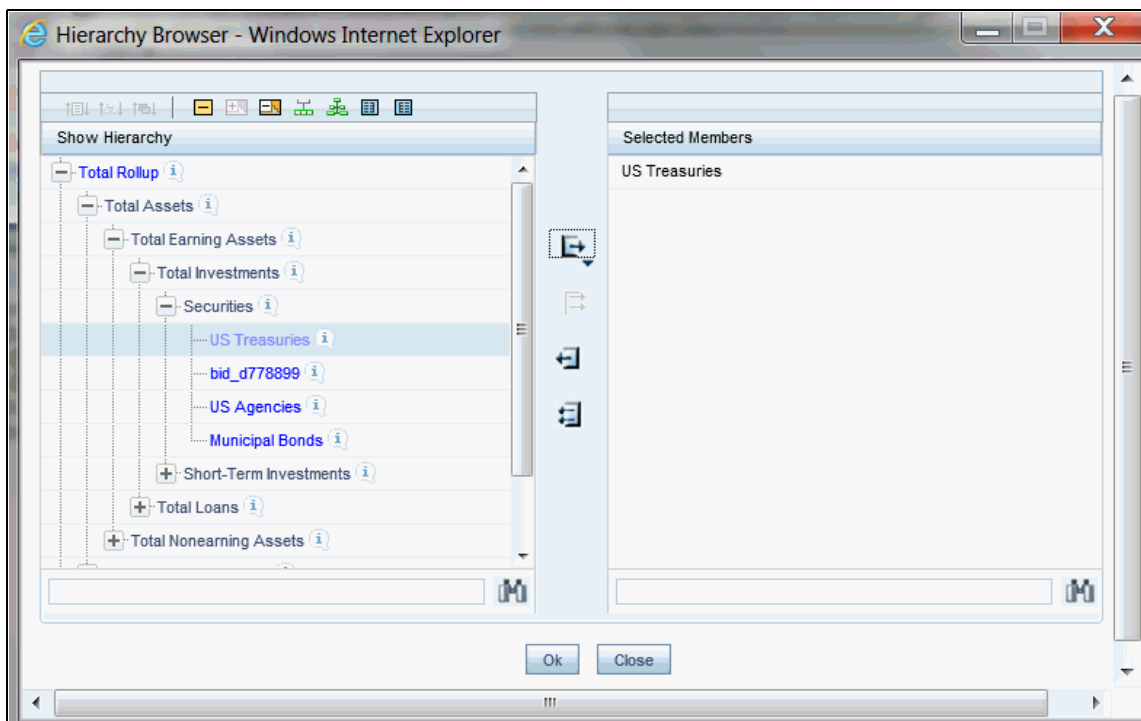 Hierarchy Browser - Windows Internet Explorer
Show Hierarchy
Selected Members
Total Rollup
US Treasuries
Total Assets
Total Earning Assets
Total Investments
Securities
US Treasuries
bid_d778899
US Agencies
Municipal Bonds
Short-Term Investments
Total Loans
Total Nonearning Assets
Ok
Close